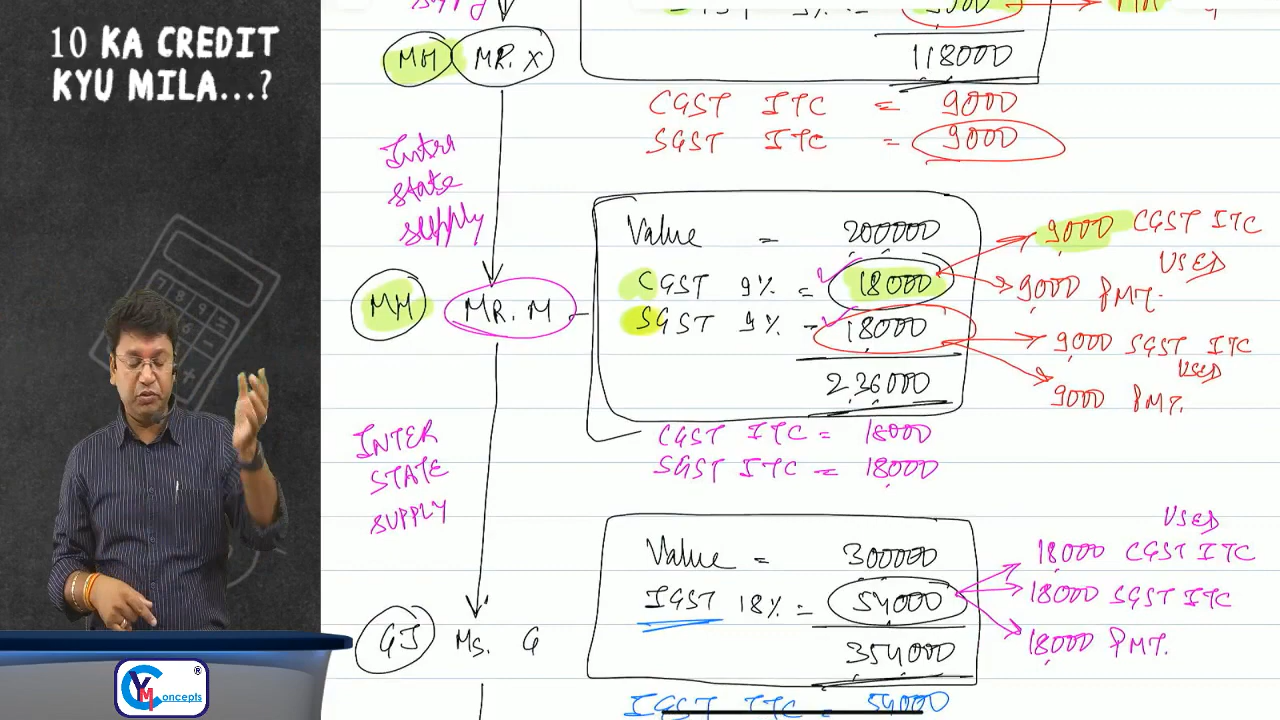 10 KA CREDIT
KYU MILA...?
118000
MH MR. X
CGST ITC = 9000
SGST ITC = 9000
Intra
state
supply
Value = 200000
CGST 9% = 18000
SGST 9% = 18000
236000
9000 CGST ITC
USED
9000 PMT.
9000 SGST ITC
USED
9000 PMT.
MH MR. M
CGST ITC = 18000
SGST ITC = 18000
INTER
STATE
SUPPLY
Value = 300000
IGST 18% = 54000
354000
USED
18000 CGST ITC
18000 SGST ITC
18000 PMT.
GJ Ms. G
IGST ITC = 54000
CYM Concepts ®